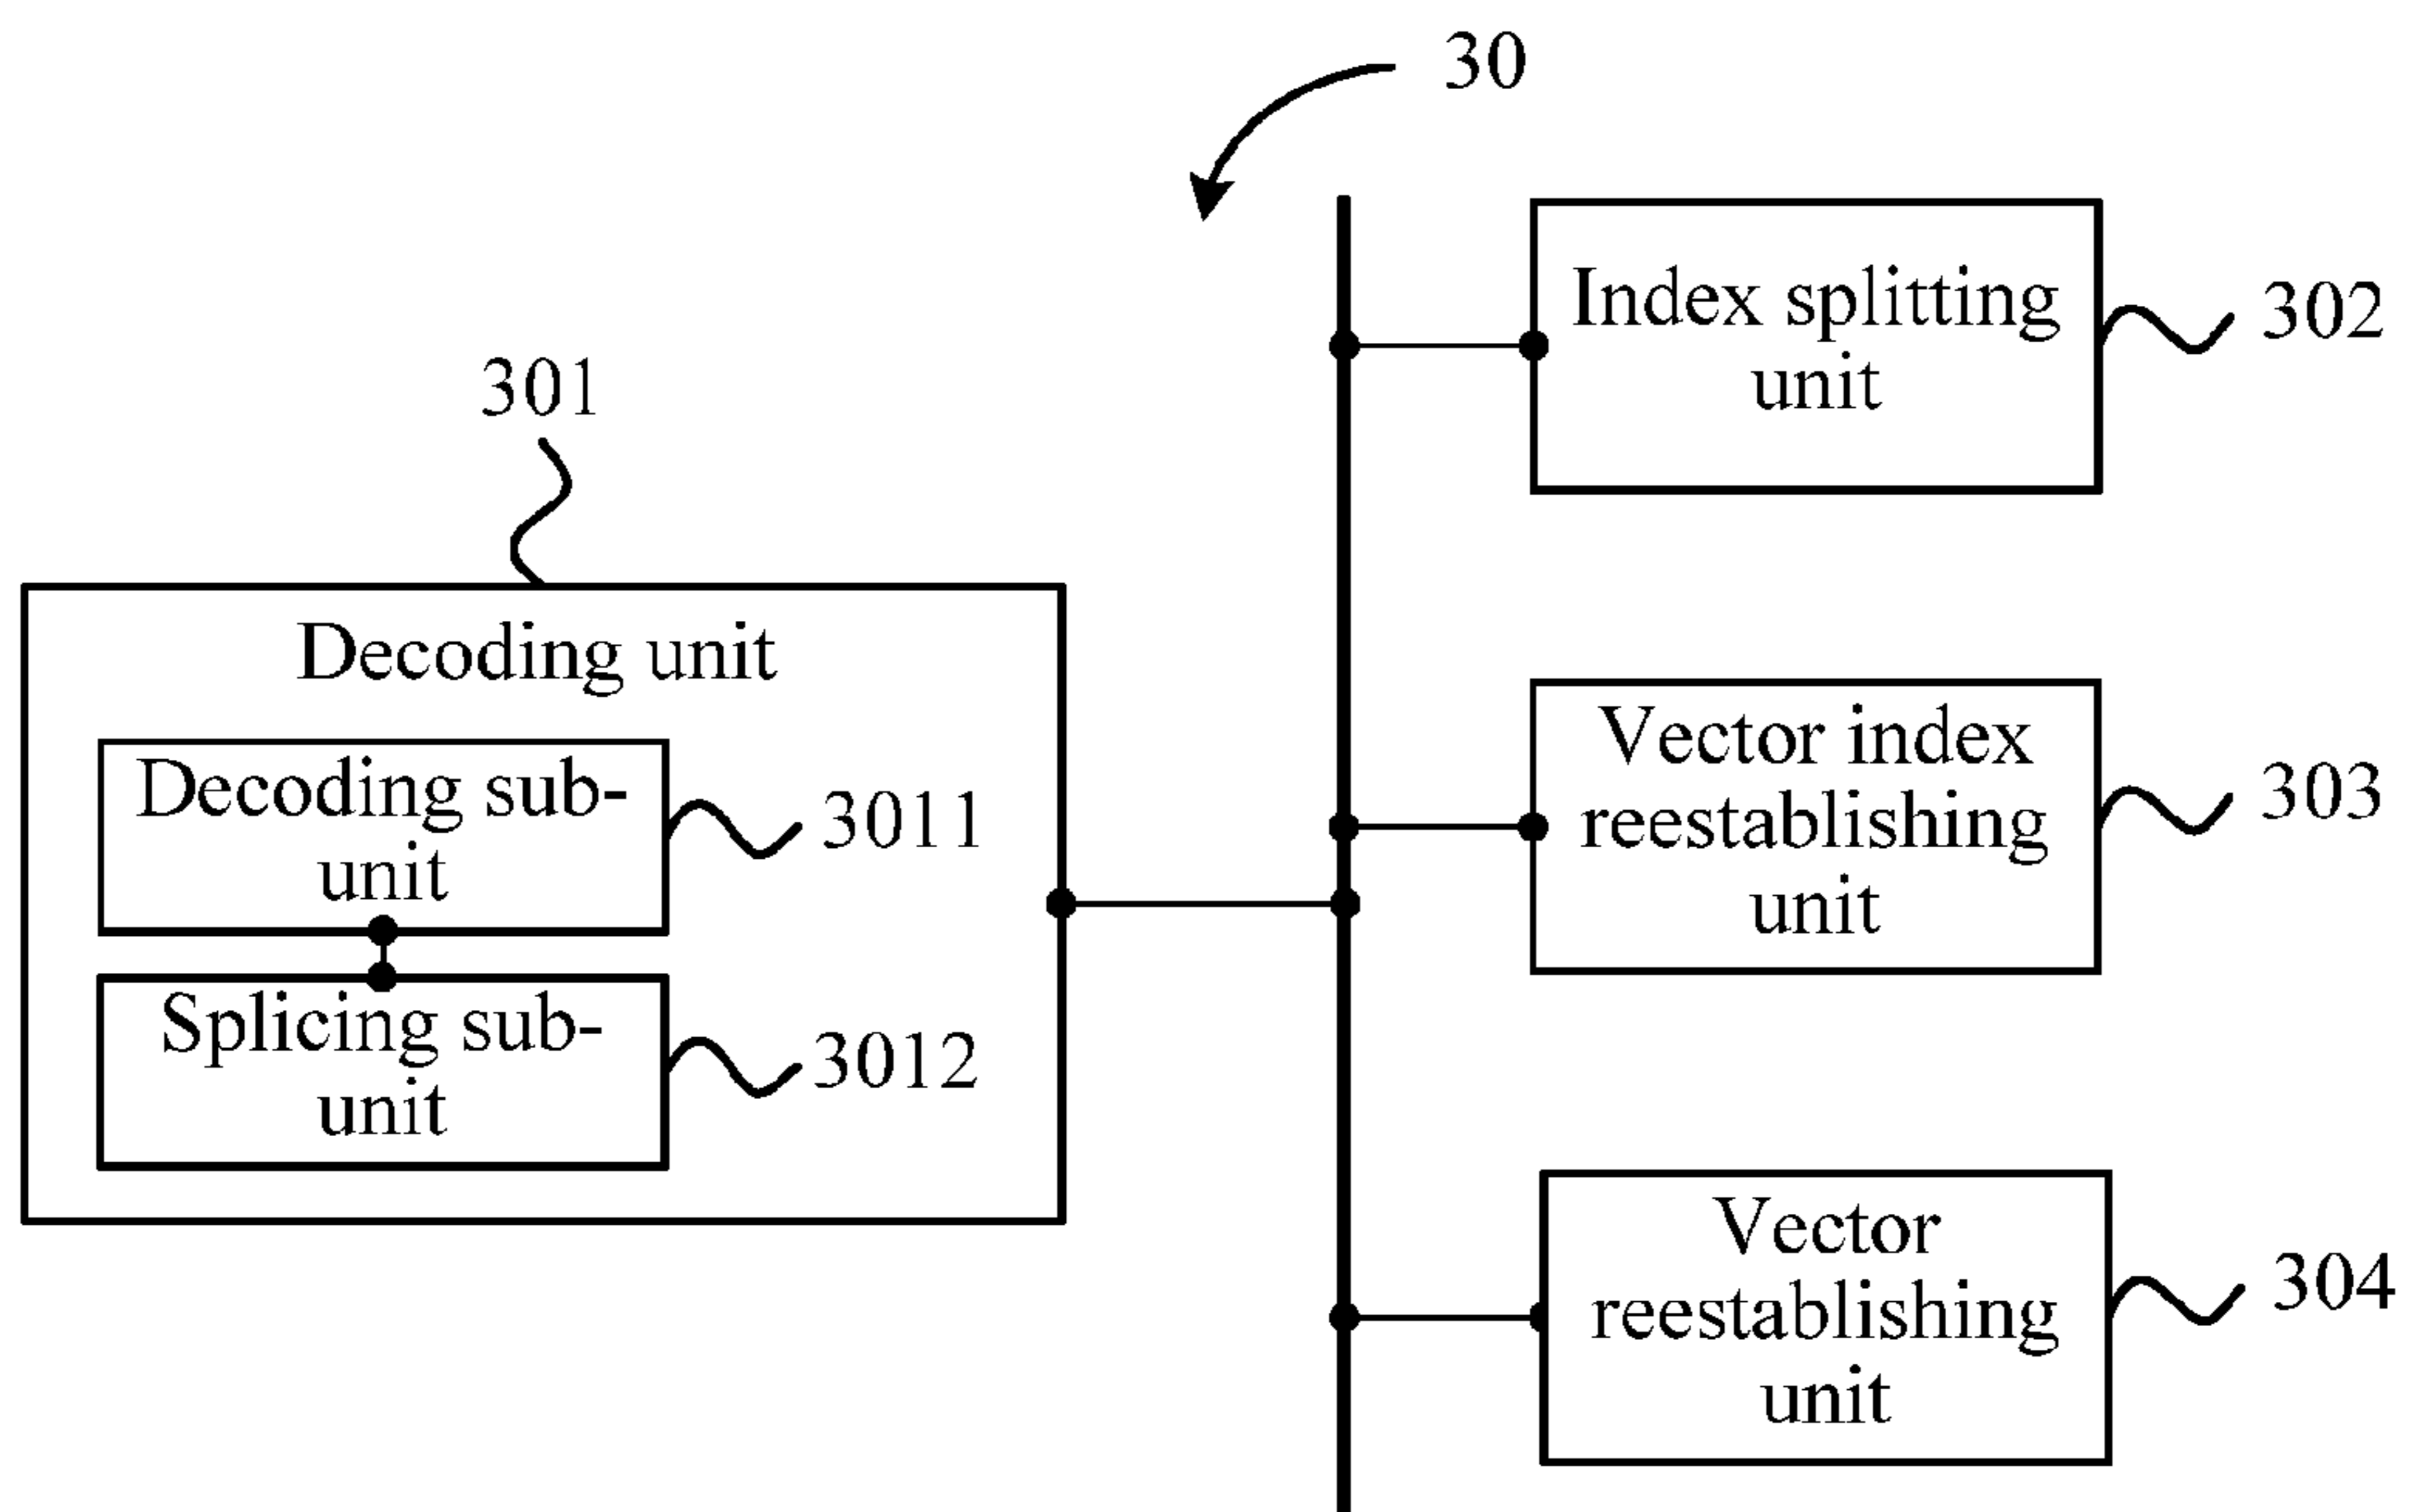 30
Index splitting
unit
302
301
Decoding unit
Decoding sub-
unit
3011
Splicing sub-
unit
3012
Vector index
reestablishing
unit
303
Vector
reestablishing
unit
304